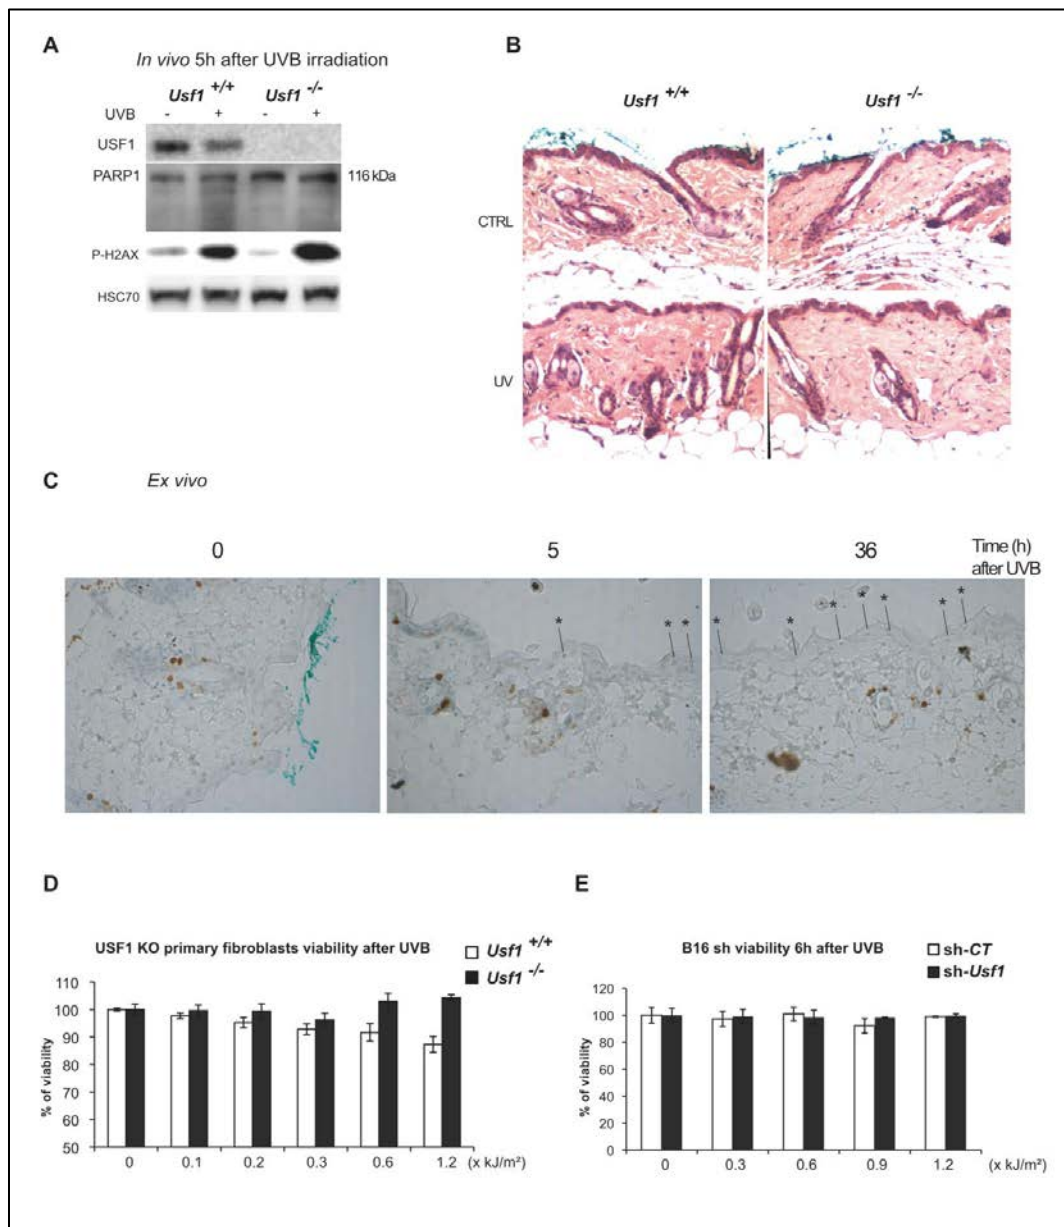 A
In vivo 5h after UVB irradiation
Usf1 +/+ Usf1 -/-
UVB - + - +
USF1
PARP1 116 kDa
P-H2AX
HSC70
B
Usf1 +/+ Usf1 -/-
CTRL
UV
C
Ex vivo
0 5 36 Time (h)
after UVB
* * * * * * * * * *
D
USF1 KO primary fibroblasts viability after UVB
Usf1 +/+
Usf1 -/-
% of viability
110
100
90
80
70
60
50
0 0.1 0.2 0.3 0.6 1.2 (x kJ/m²)
E
B16 sh viability 6h after UVB
sh-CT
sh-Usf1
% of viability
120
100
80
60
40
20
0
0 0.3 0.6 0.9 1.2 (x kJ/m²)